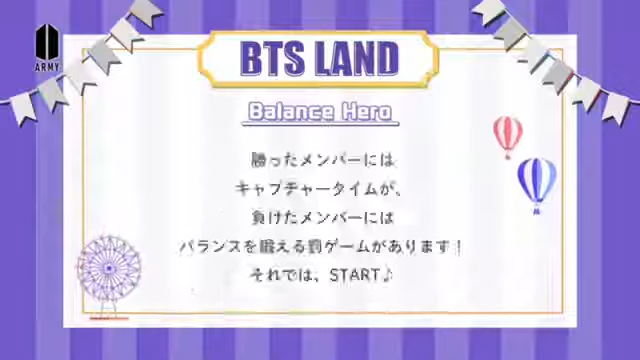 ARMY
BTS LAND
Balance Hero
勝ったメンバーには
キャプチャータイムが、
負けたメンバーには
バランスを鍛える罰ゲームがあります！
それでは、START♪